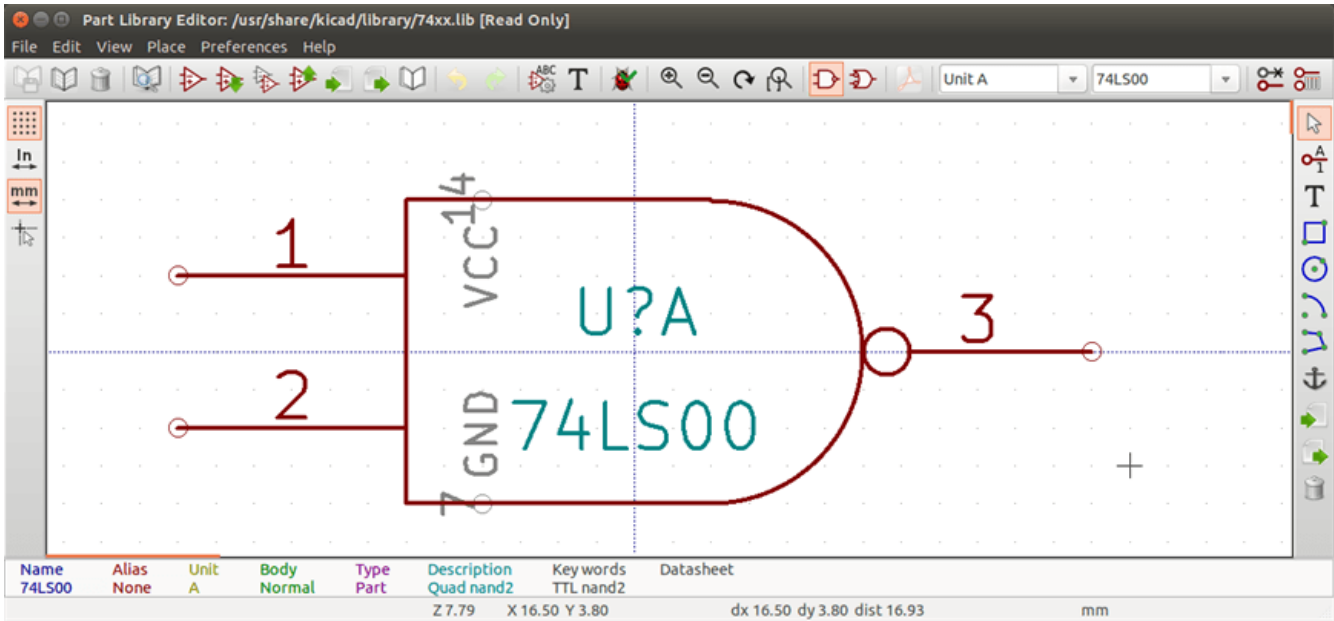 Part Library Editor: /usr/share/kicad/library/74xx.lib [Read Only]
File Edit View Place Preferences Help
ABC T Unit A 74LS00
In
mm
A
1
T
14
VCC
1
U?A
3
2
GND
74LS00
7
Name Alias Unit Body Type Description Key words Datasheet
74LS00 None A Normal Part Quad nand2 TTL nand2
Z 7.79 X 16.50 Y 3.80 dx 16.50 dy 3.80 dist 16.93 mm